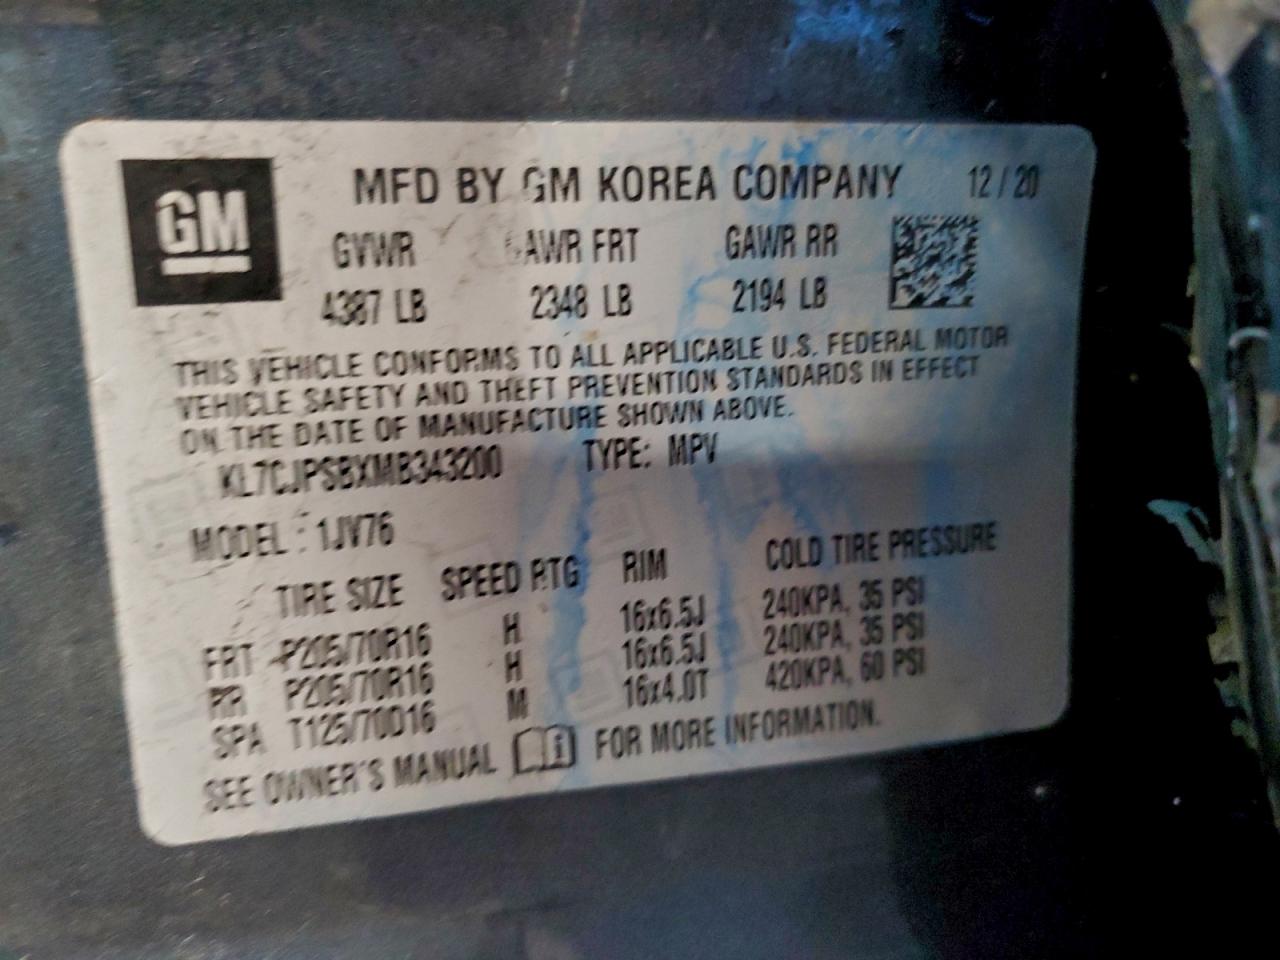 GM
MFD BY GM KOREA COMPANY 12/20
GVWR GAWR FRT GAWR RR
4387 LB 2348 LB 2194 LB
THIS VEHICLE CONFORMS TO ALL APPLICABLE U.S. FEDERAL MOTOR
VEHICLE SAFETY AND THEFT PREVENTION STANDARDS IN EFFECT
ON THE DATE OF MANUFACTURE SHOWN ABOVE.
KL7CJPSBXMB343200 TYPE: MPV
MODEL : 1JV76
TIRE SIZE SPEED RTG RIM COLD TIRE PRESSURE
FRT P205/70R16 H 16x6.5J 240KPA, 35 PSI
RR P205/70R16 H 16x6.5J 240KPA, 35 PSI
SPA T125/70D16 M 16x4.0T 420KPA, 60 PSI
SEE OWNER'S MANUAL FOR MORE INFORMATION.